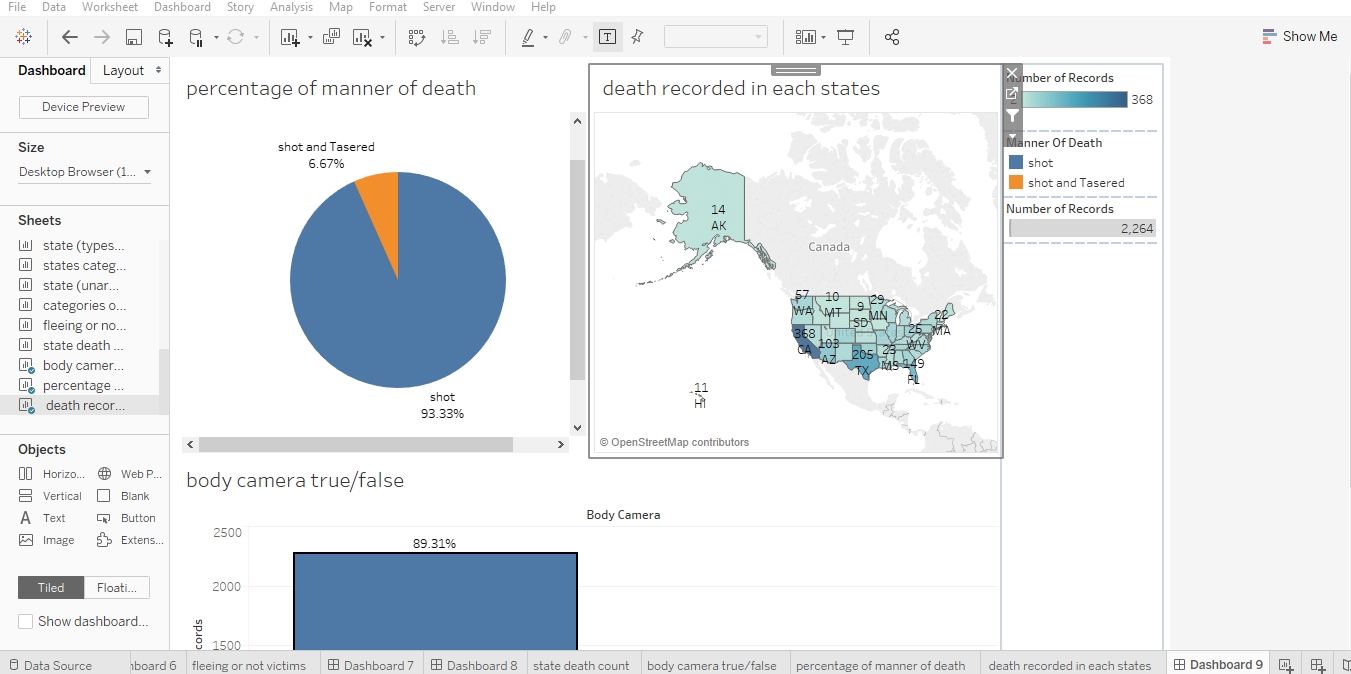 File Data Worksheet Dashboard Story Analysis Map Format Server Window Help
Show Me
Dashboard
Layout
Device Preview
Size
Desktop Browser (1...
Sheets
state (types...
states categ...
state (unar...
categories o...
fleeing or no...
state death ...
body camer...
percentage ...
death recor...
Objects
Horizo... Web P...
Vertical Blank
Text Button
Image Extens...
Tiled Floati...
Show dashboard...
percentage of manner of death
shot and Tasered
6.67%
shot
93.33%
death recorded in each states
14
AK
Canada
57
WA
10
MT
9
SD
29
MN
22
MA
25
WV
368
CA
103
AZ
205
TX
23
MS
149
FL
11
HI
© OpenStreetMap contributors
Number of Records
2 368
Manner Of Death
shot
shot and Tasered
Number of Records
2,264
body camera true/false
Body Camera
2500
89.31%
2000
1500
cords
Data Source
hboard 6
fleeing or not victims
Dashboard 7
Dashboard 8
state death count
body camera true/false
percentage of manner of death
death recorded in each states
Dashboard 9